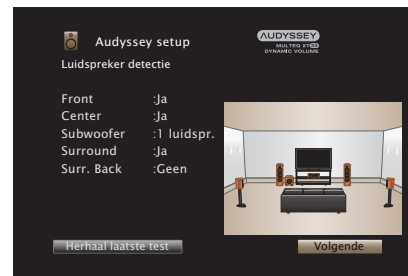 Audyssey setup
AUDYSSEY
MULTEQ XT32
DYNAMIC VOLUME
Luidspreker detectie
Front :Ja
Center :Ja
Subwoofer :1 luidspr.
Surround :Ja
Surr. Back :Geen
Herhaal laatste test
Volgende